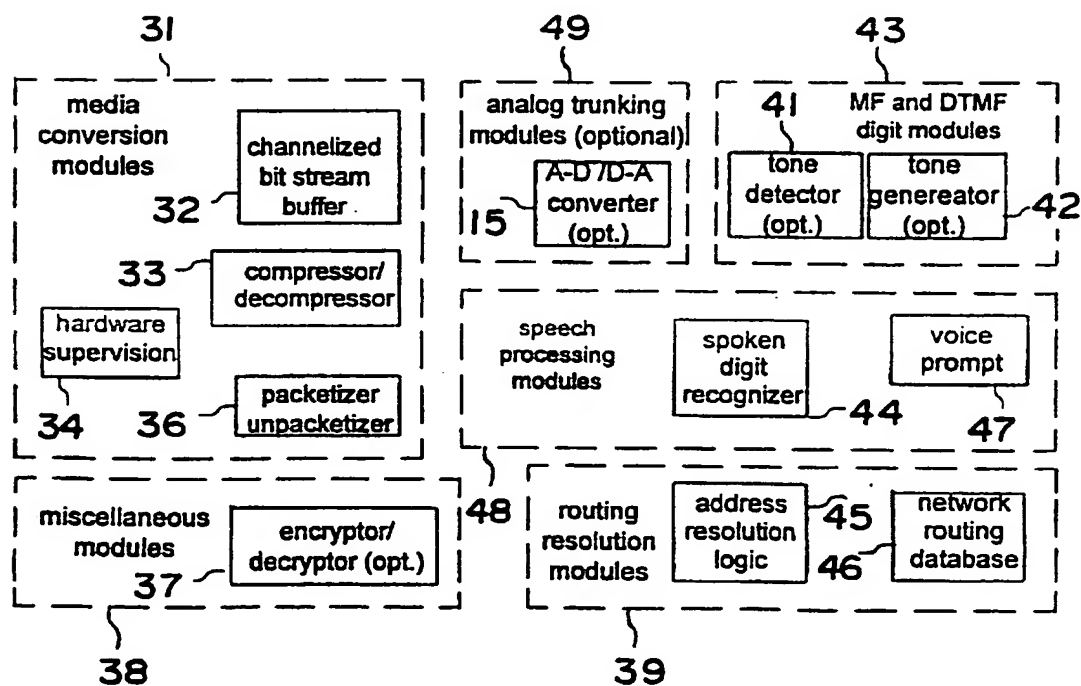 31
media
conversion
modules
channelized
bit stream
buffer
32
33
compressor/
decompressor
hardware
supervision
34
36
packetizer
unpacketizer
49
analog trunking
modules (optional)
A-D /D-A
converter
(opt.)
15
43
MF and DTMF
digit modules
41
tone
detector
(opt.)
tone
genereator
(opt.)
42
speech
processing
modules
spoken
digit
recognizer
44
voice
prompt
47
48
miscellaneous
modules
37
encryptor/
decryptor (opt.)
38
routing
resolution
modules
address
resolution
logic
45
46
network
routing
database
39